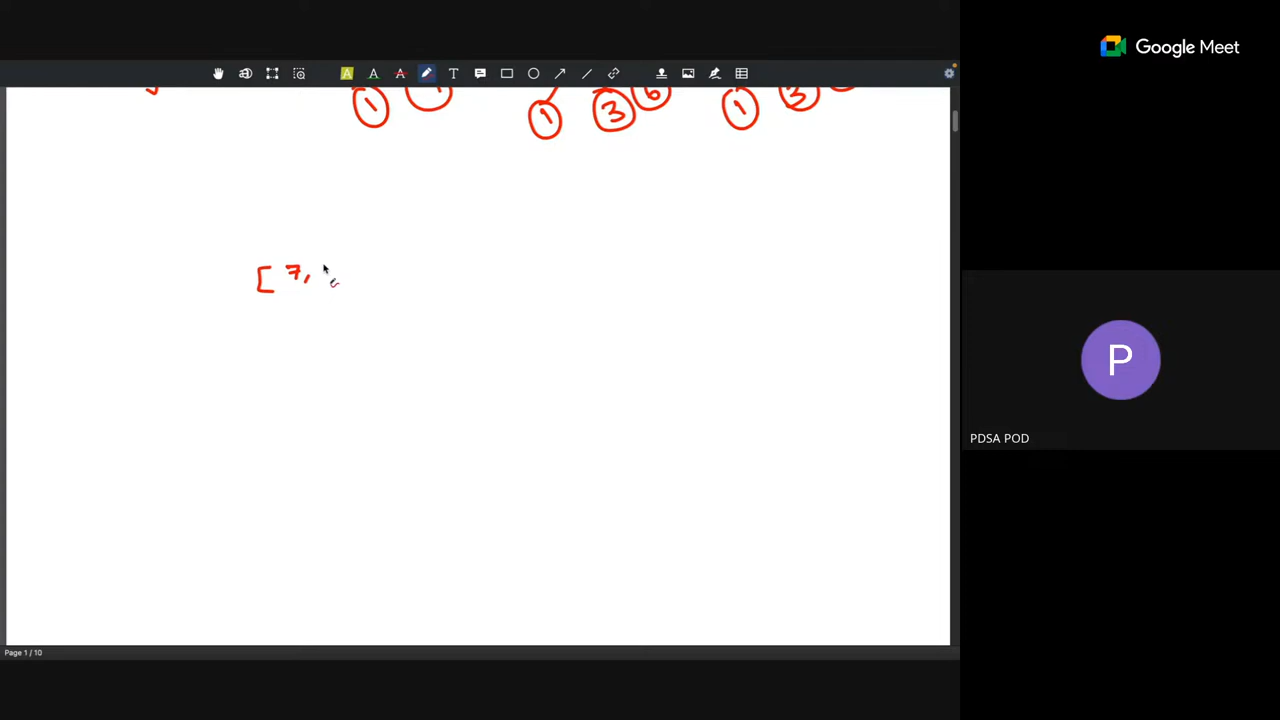 Google Meet
A A A T
1 1 3 6 1 3
[ 7,
P
PDSA POD
Page 1 / 10